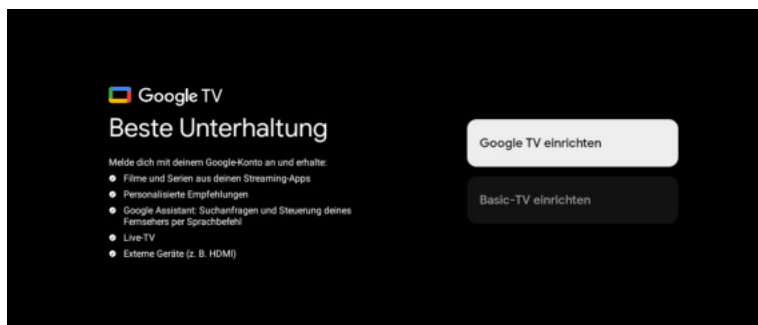 Google TV
Beste Unterhaltung
Melde dich mit deinem Google-Konto an und erhalte:
Filme und Serien aus deinen Streaming-Apps
Personalisierte Empfehlungen
Google Assistant: Suchanfragen und Steuerung deines
Fernsehers per Sprachbefehl
Live-TV
Externe Geräte (z. B. HDMI)
Google TV einrichten
Basic-TV einrichten